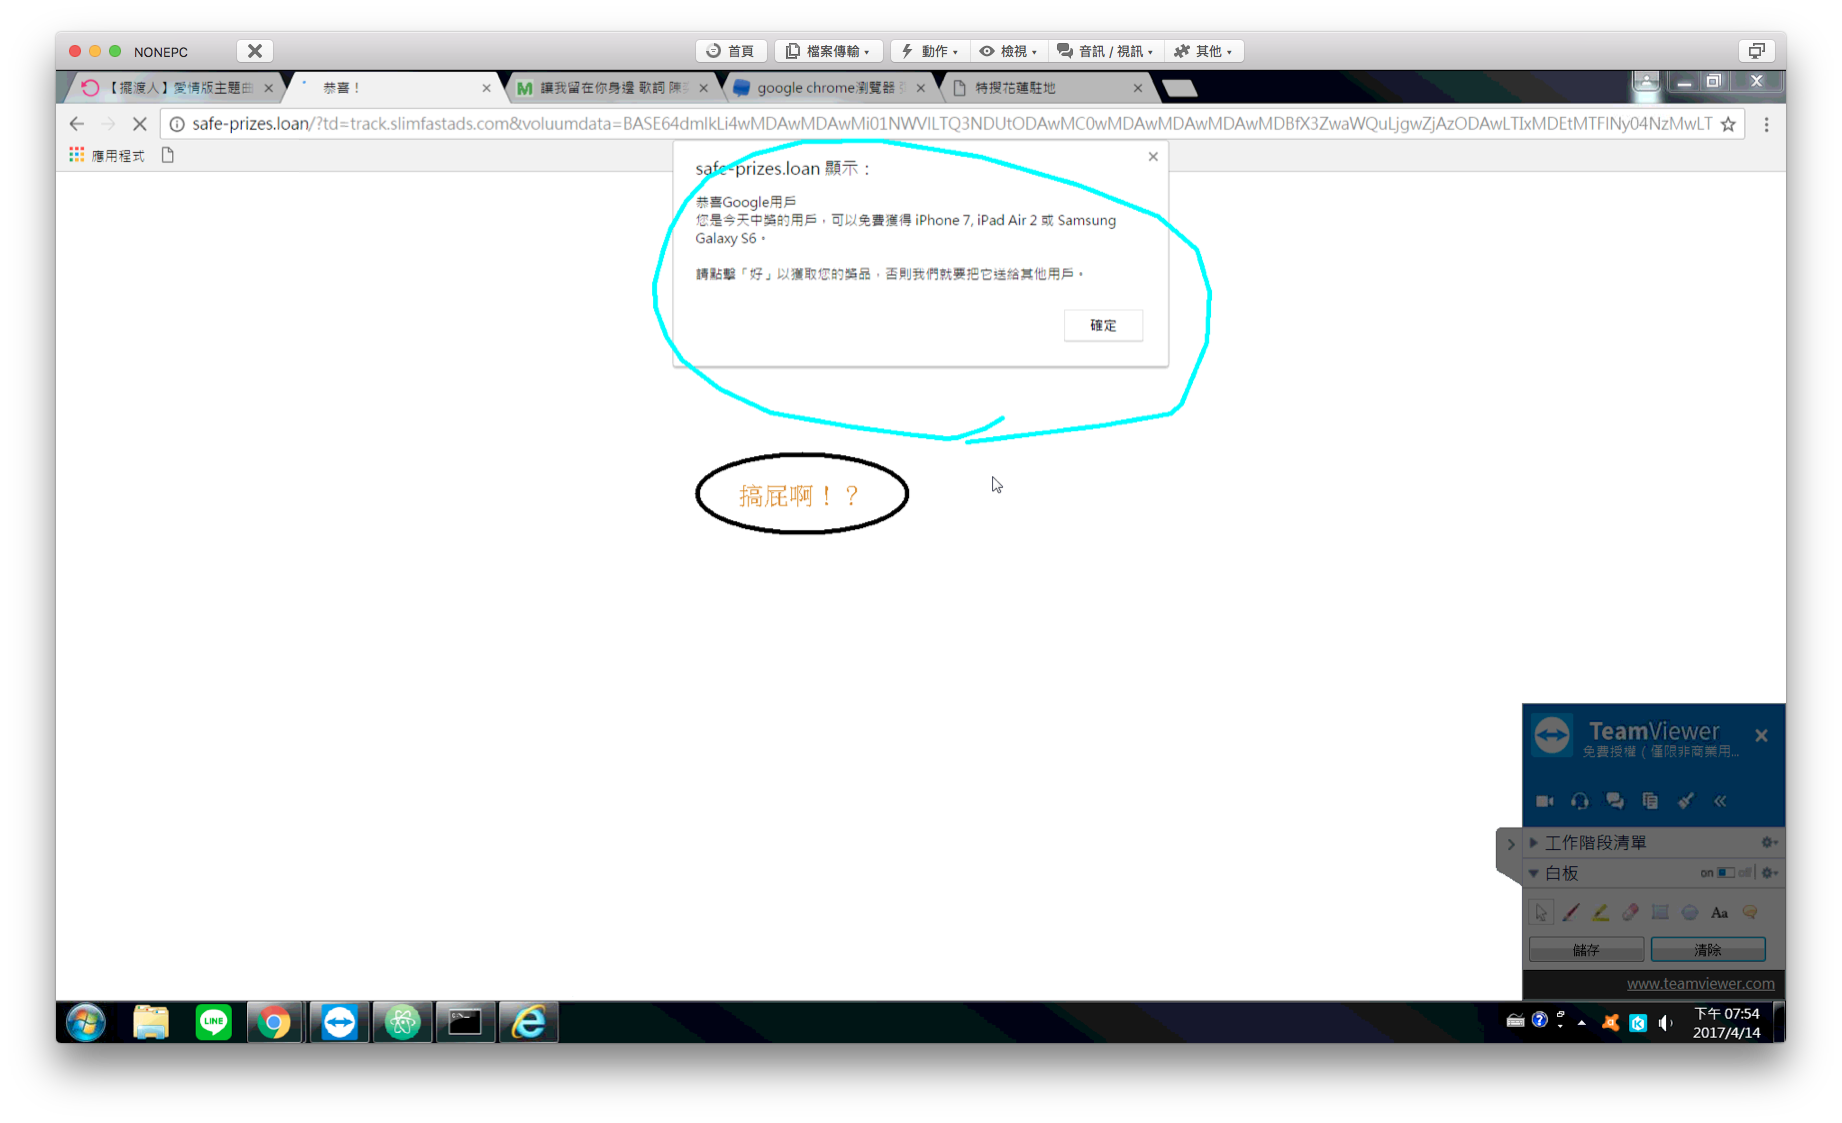 NONEPC
首頁
檔案傳輸
動作
檢視
音訊 / 視訊
其他
【擺渡人】愛情版主題曲
恭喜！
讓我留在你身邊 歌詞 陳
google chrome瀏覽器
特搜花蓮駐地
safe-prizes.loan/?td=track.slimfastads.com&voluumdata=
應用程式
safe-prizes.loan 顯示：
恭喜Google用戶
您是今天中獎的用戶，可以免費獲得 iPhone 7, iPad Air 2 或 Samsung
Galaxy S6。
請點擊「好」以獲取您的獎品，否則我們就要把它送給其他用戶。
確定
搞屁啊！？
TeamViewer
免費授權（僅限非商業用...
工作階段清單
白板
on
off
Aa
儲存
清除
www.teamviewer.com
LINE
下午 07:54
2017/4/14